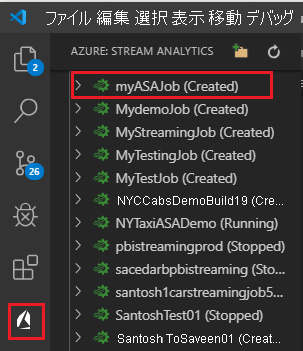 ファイル 編集 選択 表示 移動 デバッグ
AZURE: STREAM ANALYTICS
2
myASAJob (Created)
MydemoJob (Created)
MyStreamingJob (Created)
MyTestingJob (Created)
26
MyTestJob (Created)
NYCCabsDemoBuild19 (Cre...
NYTaxiASADemo (Running)
pbistreamingprod (Stopped)
sacedarbpbistreaming (Sto...
santosh1carstreamingjob5...
SantoshTest01 (Stopped)
Santosh ToSaveen01 (Creat...